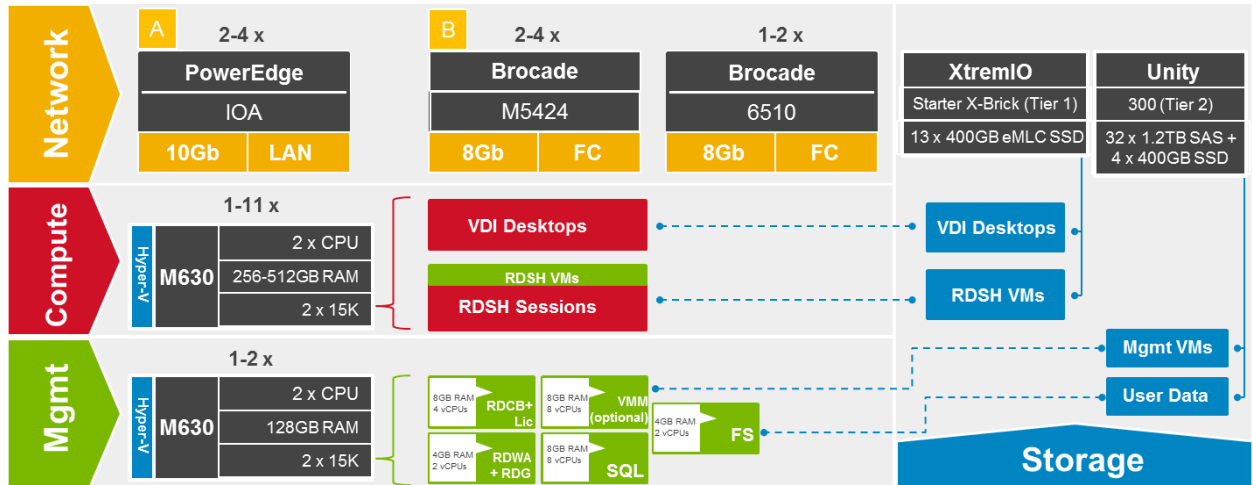 Network
A
2-4 x
PowerEdge
IOA
10Gb
LAN
B
2-4 x
Brocade
M5424
8Gb
FC
1-2 x
Brocade
6510
8Gb
FC
XtremIO
Starter X-Brick (Tier 1)
13 x 400GB eMLC SSD
Unity
300 (Tier 2)
32 x 1.2TB SAS +
4 x 400GB SSD
Compute
1-11 x
Hyper-V
M630
2 x CPU
256-512GB RAM
2 x 15K
VDI Desktops
RDSH VMs
RDSH Sessions
VDI Desktops
RDSH VMs
Mgmt
1-2 x
Hyper-V
M630
2 x CPU
128GB RAM
2 x 15K
8GB RAM
4 vCPUs
RDCB+
Lic
8GB RAM
8 vCPUs
VMM
(optional)
4GB RAM
2 vCPUs
FS
4GB RAM
2 vCPUs
RDWA
+ RDG
8GB RAM
8 vCPUs
SQL
Mgmt VMs
User Data
Storage